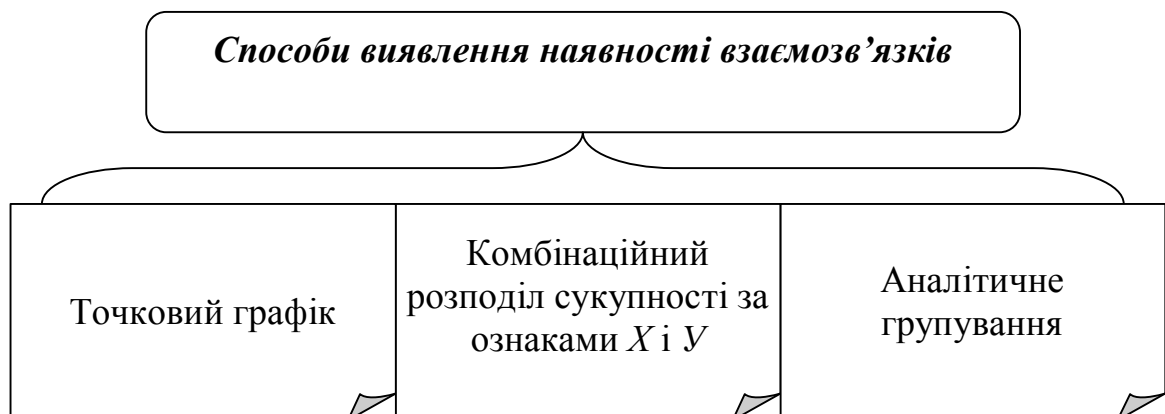 Способи виявлення наявності взаємозв’язків
Точковий графік
Комбінаційний
розподіл сукупності за
ознаками X і У
Аналітичне
групування